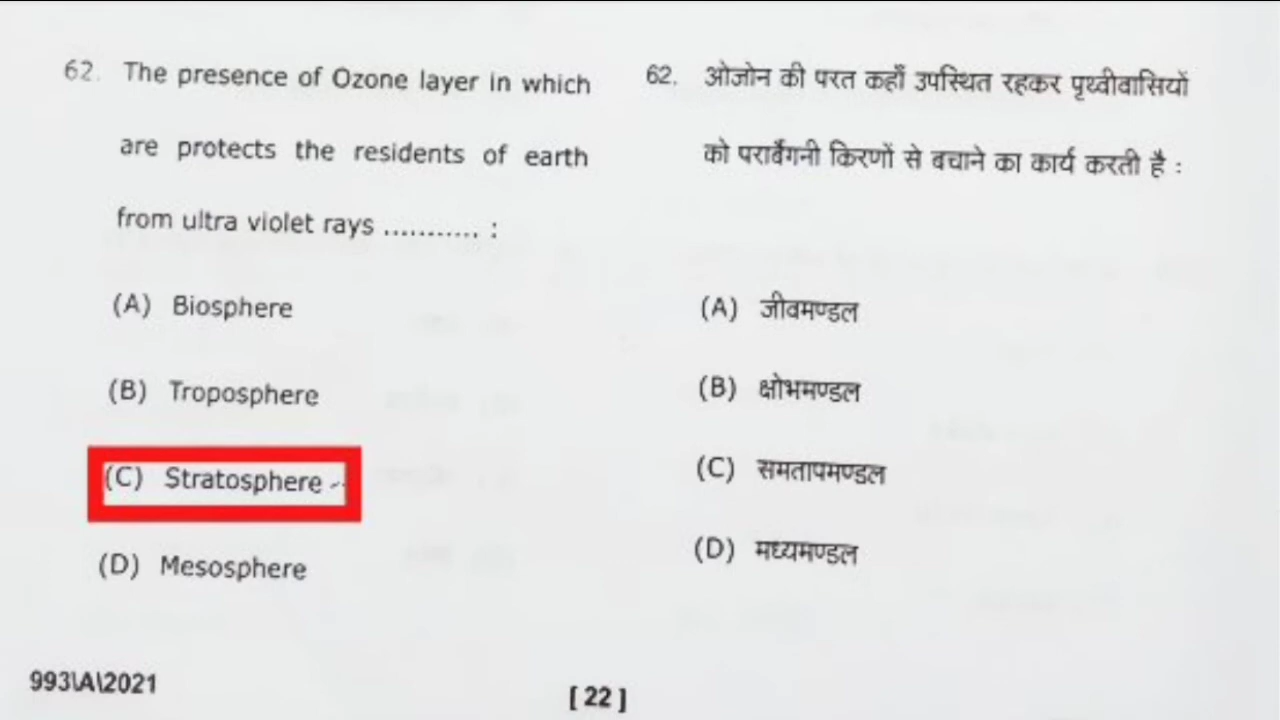 62. The presence of Ozone layer in which
are protects the residents of earth
from ultra violet rays ........... :
(A) Biosphere
(B) Troposphere
(C) Stratosphere
(D) Mesosphere
62. ओजोन की परत कहाँ उपस्थित रहकर पृथ्वीवासियों
को पराबैंगनी किरणों से बचाने का कार्य करती है :
(A) जीवमण्डल
(B) क्षोभमण्डल
(C) समतापमण्डल
(D) मध्यमण्डल
993\A\2021
[ 22 ]